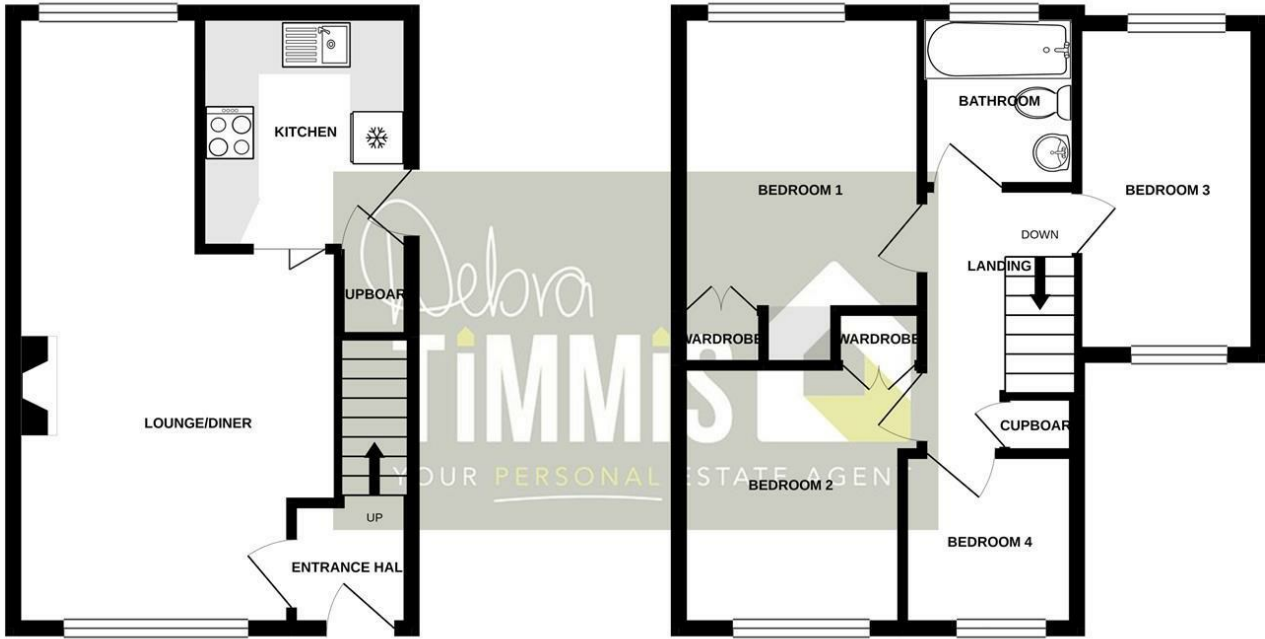 KITCHEN
UPBOAR
LOUNGE/DINER
UP
ENTRANCE HAL
BATHROOM
BEDROOM 1
BEDROOM 3
DOWN
LANDING
WARDROBE
WARDROBE
CUPBOAR
BEDROOM 2
BEDROOM 4
Debra
TiMMiS
YOUR PERSONAL ESTATE AGENT